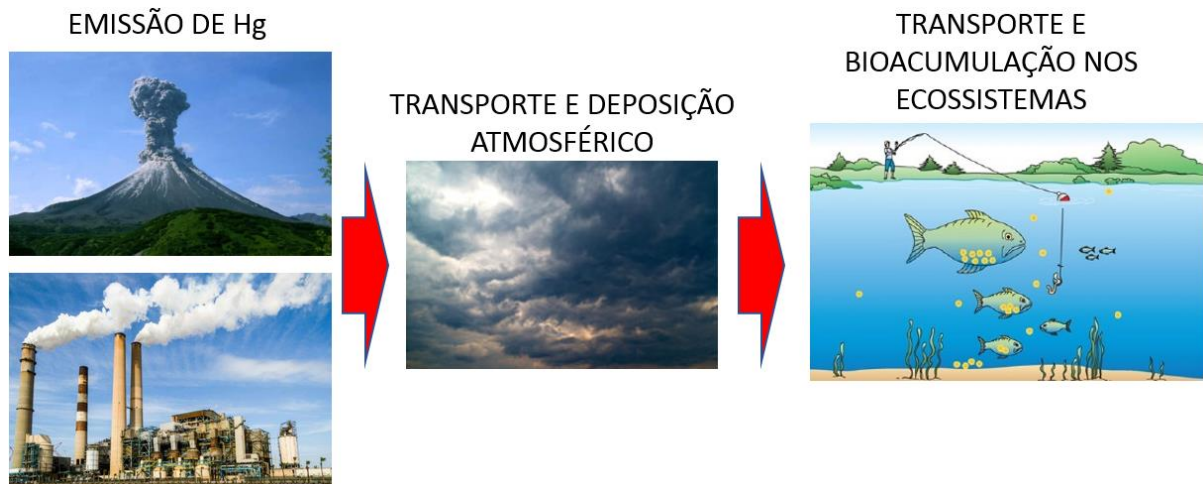 EMISSÃO DE Hg
TRANSPORTE E DEPOSIÇÃO
ATMOSFÉRICO
TRANSPORTE E
BIOACUMULAÇÃO NOS
ECOSSISTEMAS